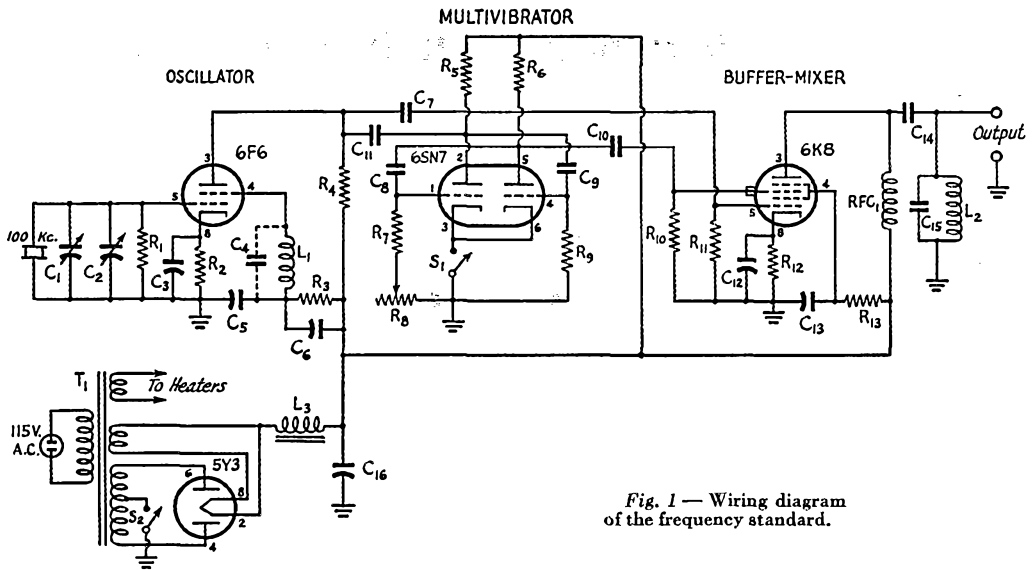 MULTIVIBRATOR
OSCILLATOR
BUFFER-MIXER
R5
R6
C7
C14
Output
C11
C10
3
6F6
5
4
8
R4
6SN7
2
5
C8
C9
1
4
3
6
6K8
3
4
5
8
RFC1
C15
L2
100 Kc.
C1
C2
R1
C3
R2
C4
L1
R3
C5
C6
R7
S1
R8
R9
R10
R11
C12
R12
C13
R13
T1
To Heaters
115V.
A.C.
L3
C16
6
5Y3
8
2
S2
4
Fig. 1 — Wiring diagram
of the frequency standard.